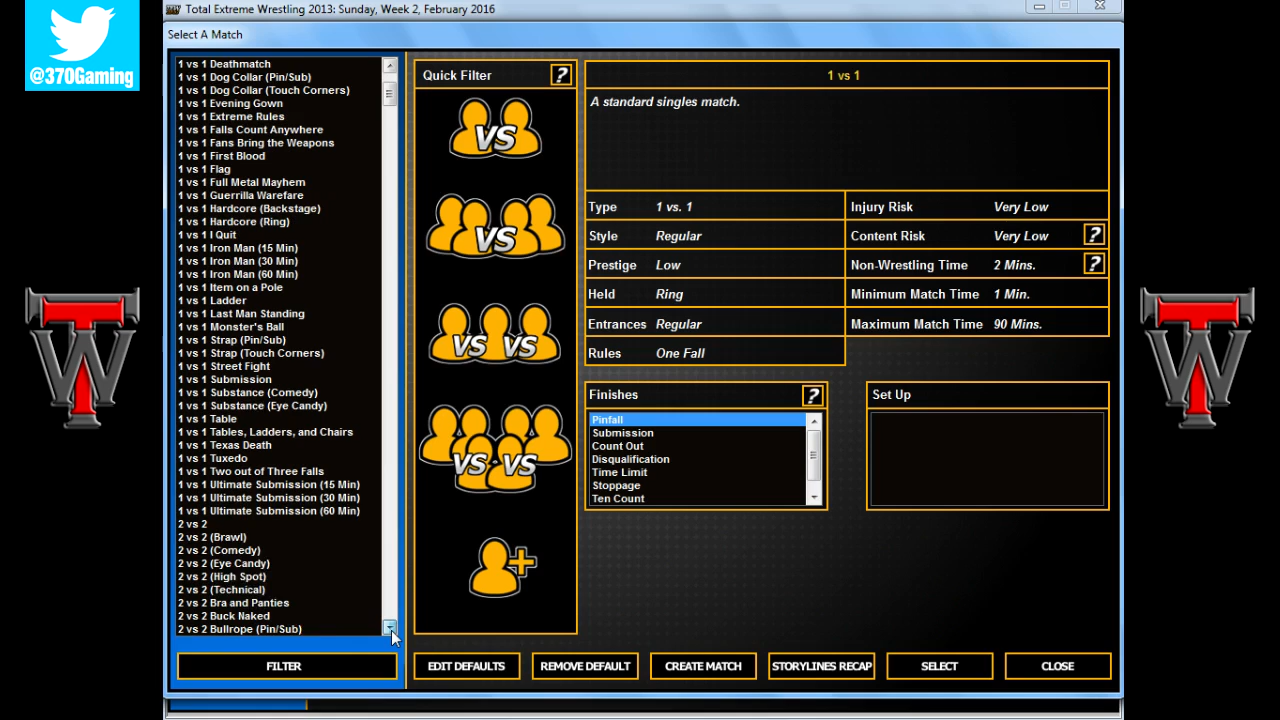 Total Extreme Wrestling 2013: Sunday, Week 2, February 2016
@370Gaming
Select A Match
1 vs 1 Deathmatch
1 vs 1 Dog Collar (Pin/Sub)
1 vs 1 Dog Collar (Touch Corners)
1 vs 1 Evening Gown
1 vs 1 Extreme Rules
1 vs 1 Falls Count Anywhere
1 vs 1 Fans Bring the Weapons
1 vs 1 First Blood
1 vs 1 Flag
1 vs 1 Full Metal Mayhem
1 vs 1 Guerrilla Warefare
1 vs 1 Hardcore (Backstage)
1 vs 1 Hardcore (Ring)
1 vs 1 I Quit
1 vs 1 Iron Man (15 Min)
1 vs 1 Iron Man (30 Min)
1 vs 1 Iron Man (60 Min)
1 vs 1 Item on a Pole
1 vs 1 Ladder
1 vs 1 Last Man Standing
1 vs 1 Monster's Ball
1 vs 1 Strap (Pin/Sub)
1 vs 1 Strap (Touch Corners)
1 vs 1 Street Fight
1 vs 1 Submission
1 vs 1 Substance (Comedy)
1 vs 1 Substance (Eye Candy)
1 vs 1 Table
1 vs 1 Tables, Ladders, and Chairs
1 vs 1 Texas Death
1 vs 1 Tuxedo
1 vs 1 Two out of Three Falls
1 vs 1 Ultimate Submission (15 Min)
1 vs 1 Ultimate Submission (30 Min)
1 vs 1 Ultimate Submission (60 Min)
2 vs 2
2 vs 2 (Brawl)
2 vs 2 (Comedy)
2 vs 2 (Eye Candy)
2 vs 2 (High Spot)
2 vs 2 (Technical)
2 vs 2 Bra and Panties
2 vs 2 Buck Naked
2 vs 2 Bullrope (Pin/Sub)
FILTER
Quick Filter ?
VS
VS
VS VS
VS VS
1 vs 1
A standard singles match.
Type 1 vs. 1 Injury Risk Very Low
Style Regular Content Risk Very Low ?
Prestige Low Non-Wrestling Time 2 Mins. ?
Held Ring Minimum Match Time 1 Min.
Entrances Regular Maximum Match Time 90 Mins.
Rules One Fall
Finishes ?
Pinfall
Submission
Count Out
Disqualification
Time Limit
Stoppage
Ten Count
Set Up
EDIT DEFAULTS REMOVE DEFAULT CREATE MATCH STORYLINES RECAP SELECT CLOSE
TW
TW